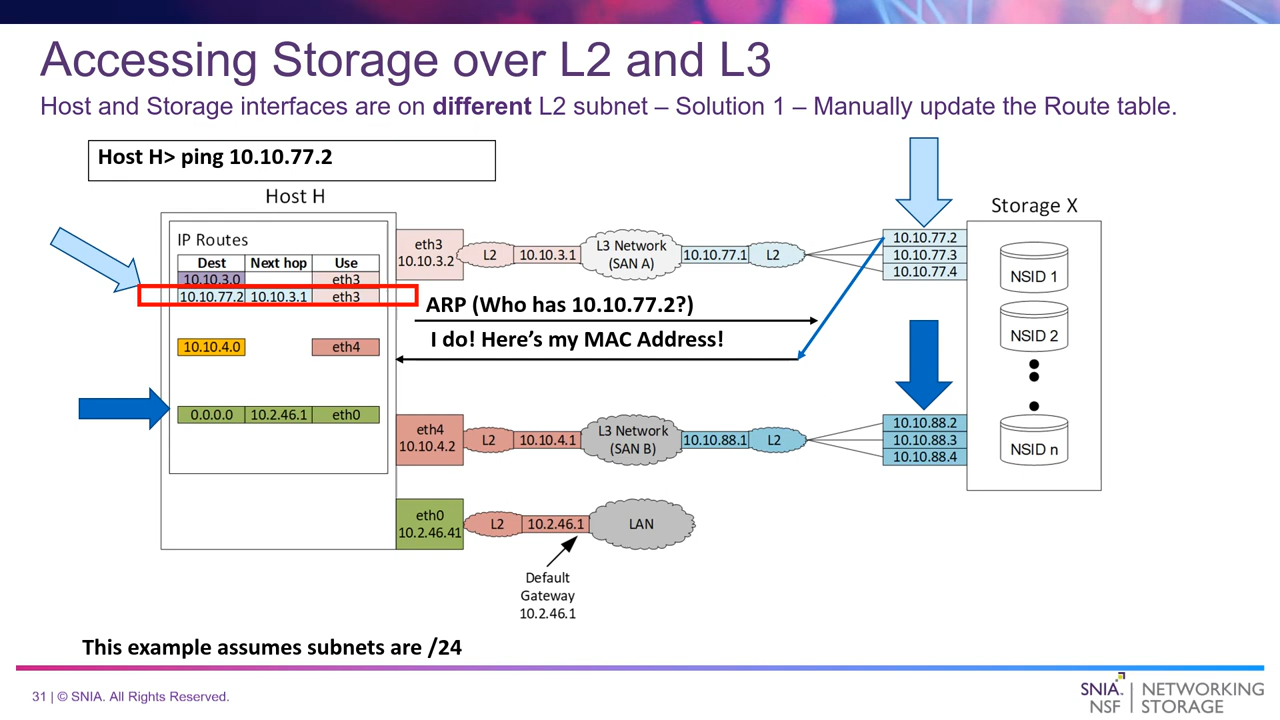 Accessing Storage over L2 and L3
Host and Storage interfaces are on different L2 subnet – Solution 1 – Manually update the Route table.
Host H> ping 10.10.77.2
Host H
IP Routes
Dest Next hop Use
10.10.3.0 eth3
10.10.77.2 10.10.3.1 eth3
10.10.4.0 eth4
0.0.0.0 10.2.46.1 eth0
eth3
10.10.3.2
L2
10.10.3.1
L3 Network
(SAN A)
10.10.77.1
L2
10.10.77.2
10.10.77.3
10.10.77.4
ARP (Who has 10.10.77.2?)
I do! Here's my MAC Address!
eth4
10.10.4.2
L2
10.10.4.1
L3 Network
(SAN B)
10.10.88.1
L2
10.10.88.2
10.10.88.3
10.10.88.4
eth0
10.2.46.41
L2
10.2.46.1
LAN
Default
Gateway
10.2.46.1
Storage X
NSID 1
NSID 2
NSID n
This example assumes subnets are /24
31 | © SNIA. All Rights Reserved.
SNIA. | NETWORKING
NSF | STORAGE